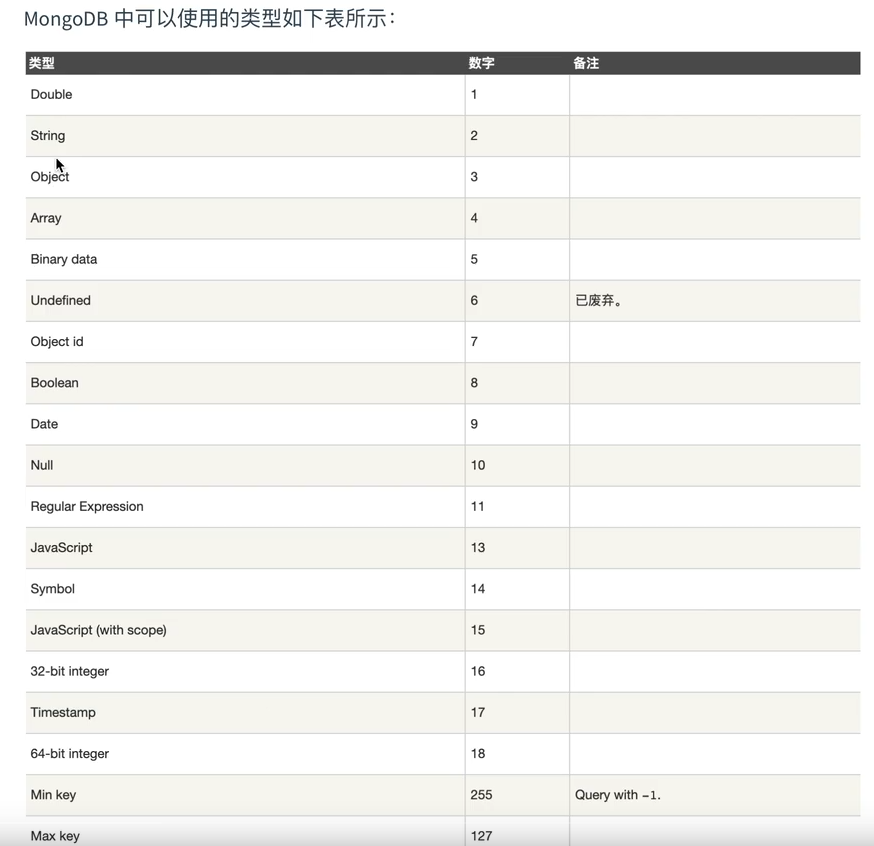 MongoDB 中可以使用的类型如下表所示：
类型 数字 备注
Double 1
String 2
Object 3
Array 4
Binary data 5
Undefined 6 已废弃。
Object id 7
Boolean 8
Date 9
Null 10
Regular Expression 11
JavaScript 13
Symbol 14
JavaScript (with scope) 15
32-bit integer 16
Timestamp 17
64-bit integer 18
Min key 255 Query with -1.
Max key 127